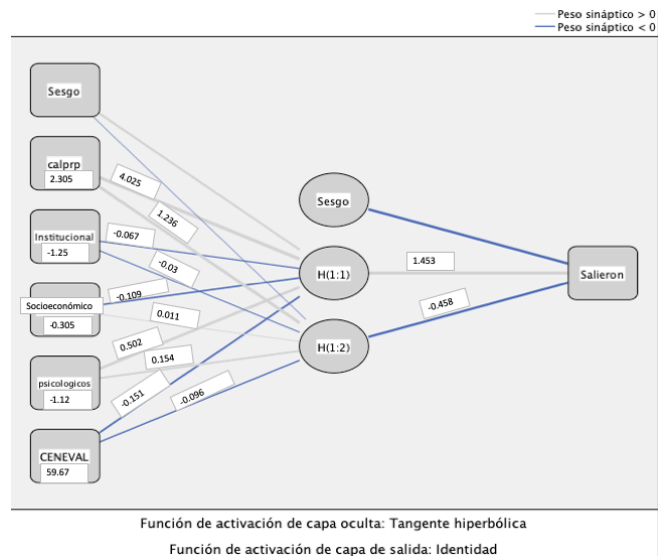 Peso sináptico > 0
Peso sináptico < 0
Sesgo
calprp
2.305
4.025
1.236
Institucional
-1.25
-0.067
-0.03
Socioeconómico
-0.305
-0.109
0.011
psicologicos
-1.12
0.502
0.154
CENEVAL
59.67
-0.151
-0.096
Sesgo
H(1:1)
H(1:2)
1.453
-0.458
Salieron
Función de activación de capa oculta: Tangente hiperbólica
Función de activación de capa de salida: Identidad